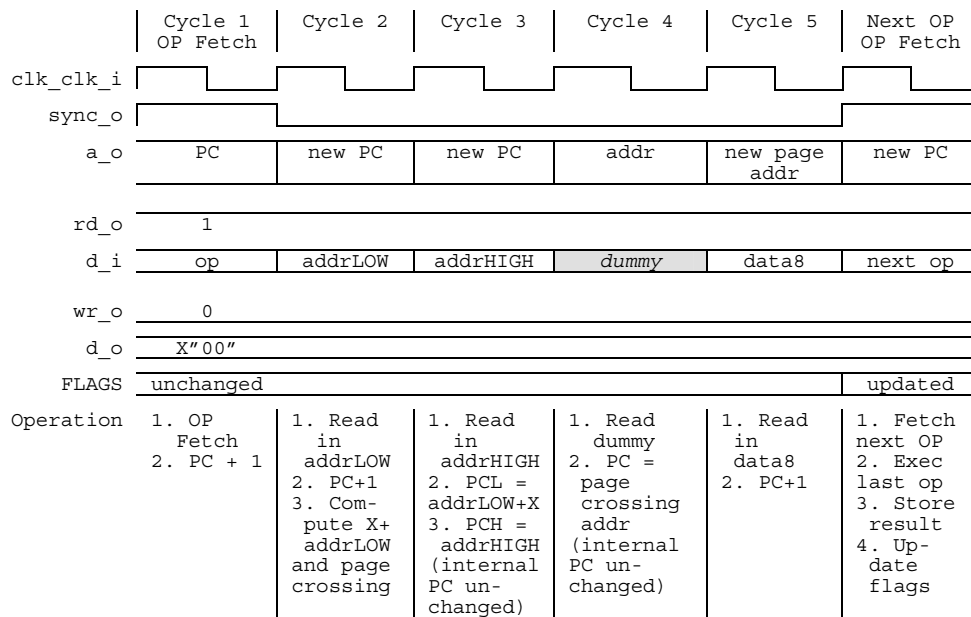 Cycle 1 Cycle 2 Cycle 3 Cycle 4 Cycle 5 Next OP
OP Fetch OP Fetch
clk_clk_i
sync_o
a_o PC new PC new PC addr new page new PC
addr
rd_o 1
d_i op addrLOW addrHIGH dummy data8 next op
wr_o 0
d_o X″00″
FLAGS unchanged updated
Operation 1. OP 1. Read 1. Read 1. Read 1. Read 1. Fetch
Fetch in in dummy in next OP
2. PC + 1 addrLOW addrHIGH 2. PC = data8 2. Exec
2. PC+1 2. PCL = page 2. PC+1 last op
3. Com- addrLOW+X crossing 3. Store
pute X+ 3. PCH = addr result
addrLOW addrHIGH (internal 4. Up-
and page (internal PC un- date
crossing PC un- changed) flags
changed)